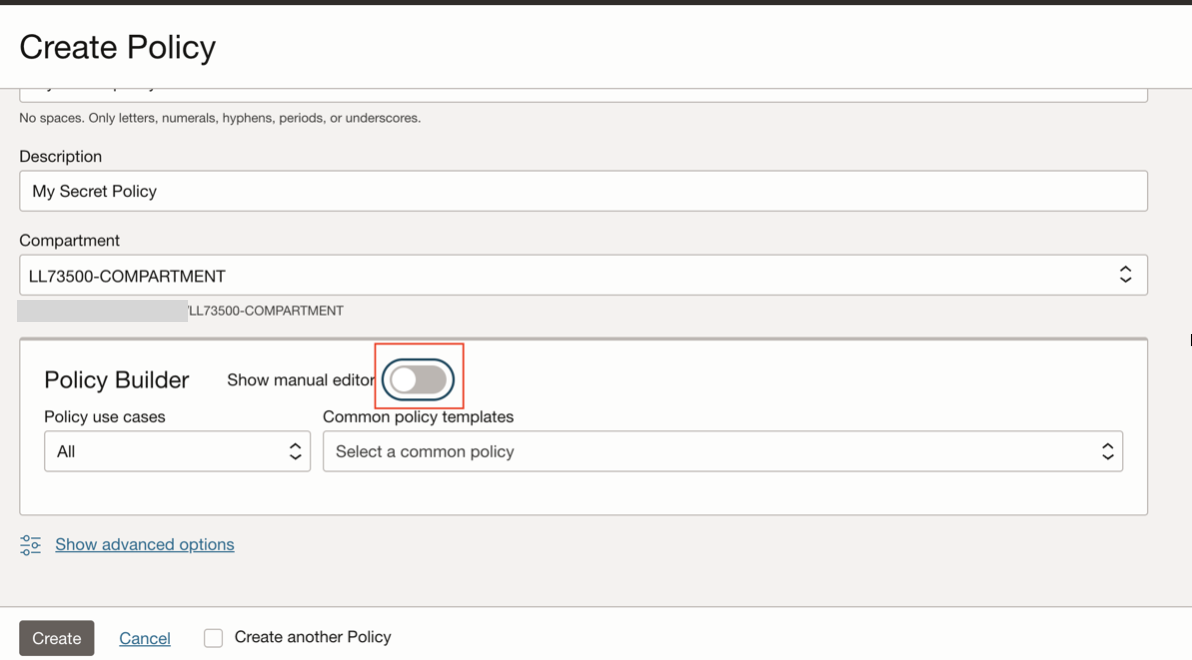 Create Policy
No spaces. Only letters, numerals, hyphens, periods, or underscores.
Description
My Secret Policy
Compartment
LL73500-COMPARTMENT
/LL73500-COMPARTMENT
Policy Builder Show manual editor
Policy use cases Common policy templates
All Select a common policy
Show advanced options
Create Cancel Create another Policy